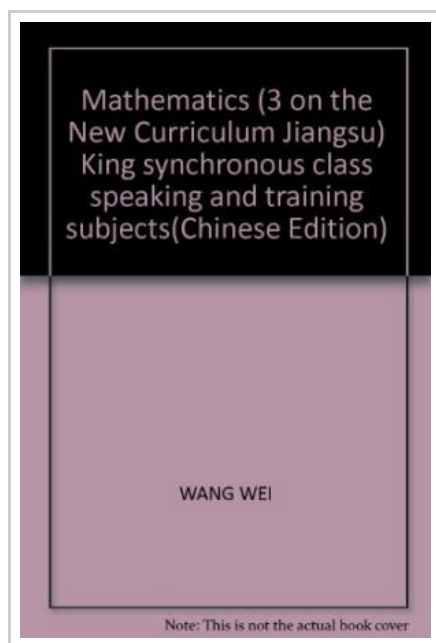 Mathematics (3 on the
New Curriculum Jiangsu)
King synchronous class
speaking and training
subjects(Chinese Edition)
WANG WEI
Note: This is not the actual book cover